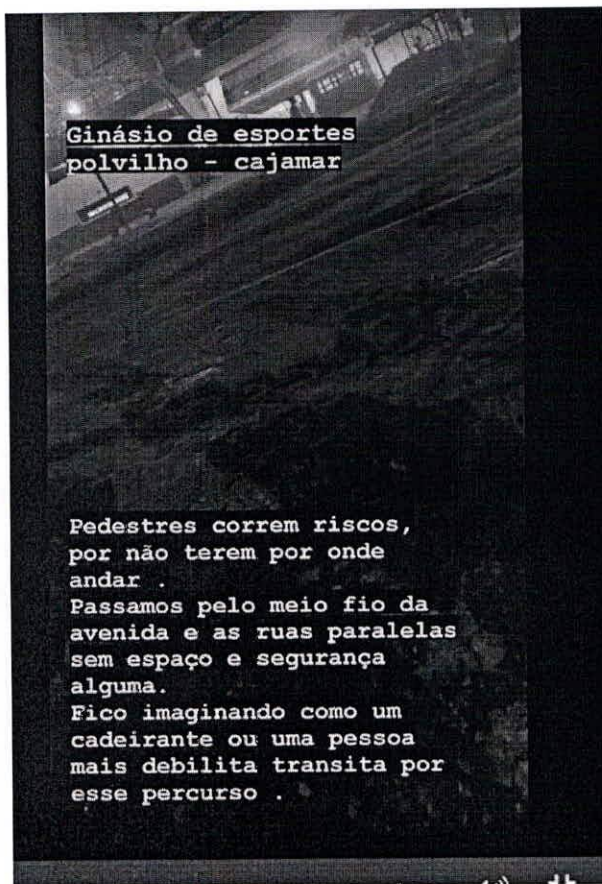 Ginásio de esportes
polvilho - cajamar
Pedestres correm riscos,
por não terem por onde
andar .
Passamos pelo meio fio da
avenida e as ruas paralelas
sem espaço e segurança
alguma.
Fico imaginando como um
cadeirante ou uma pessoa
mais debilita transita por
esse percurso .